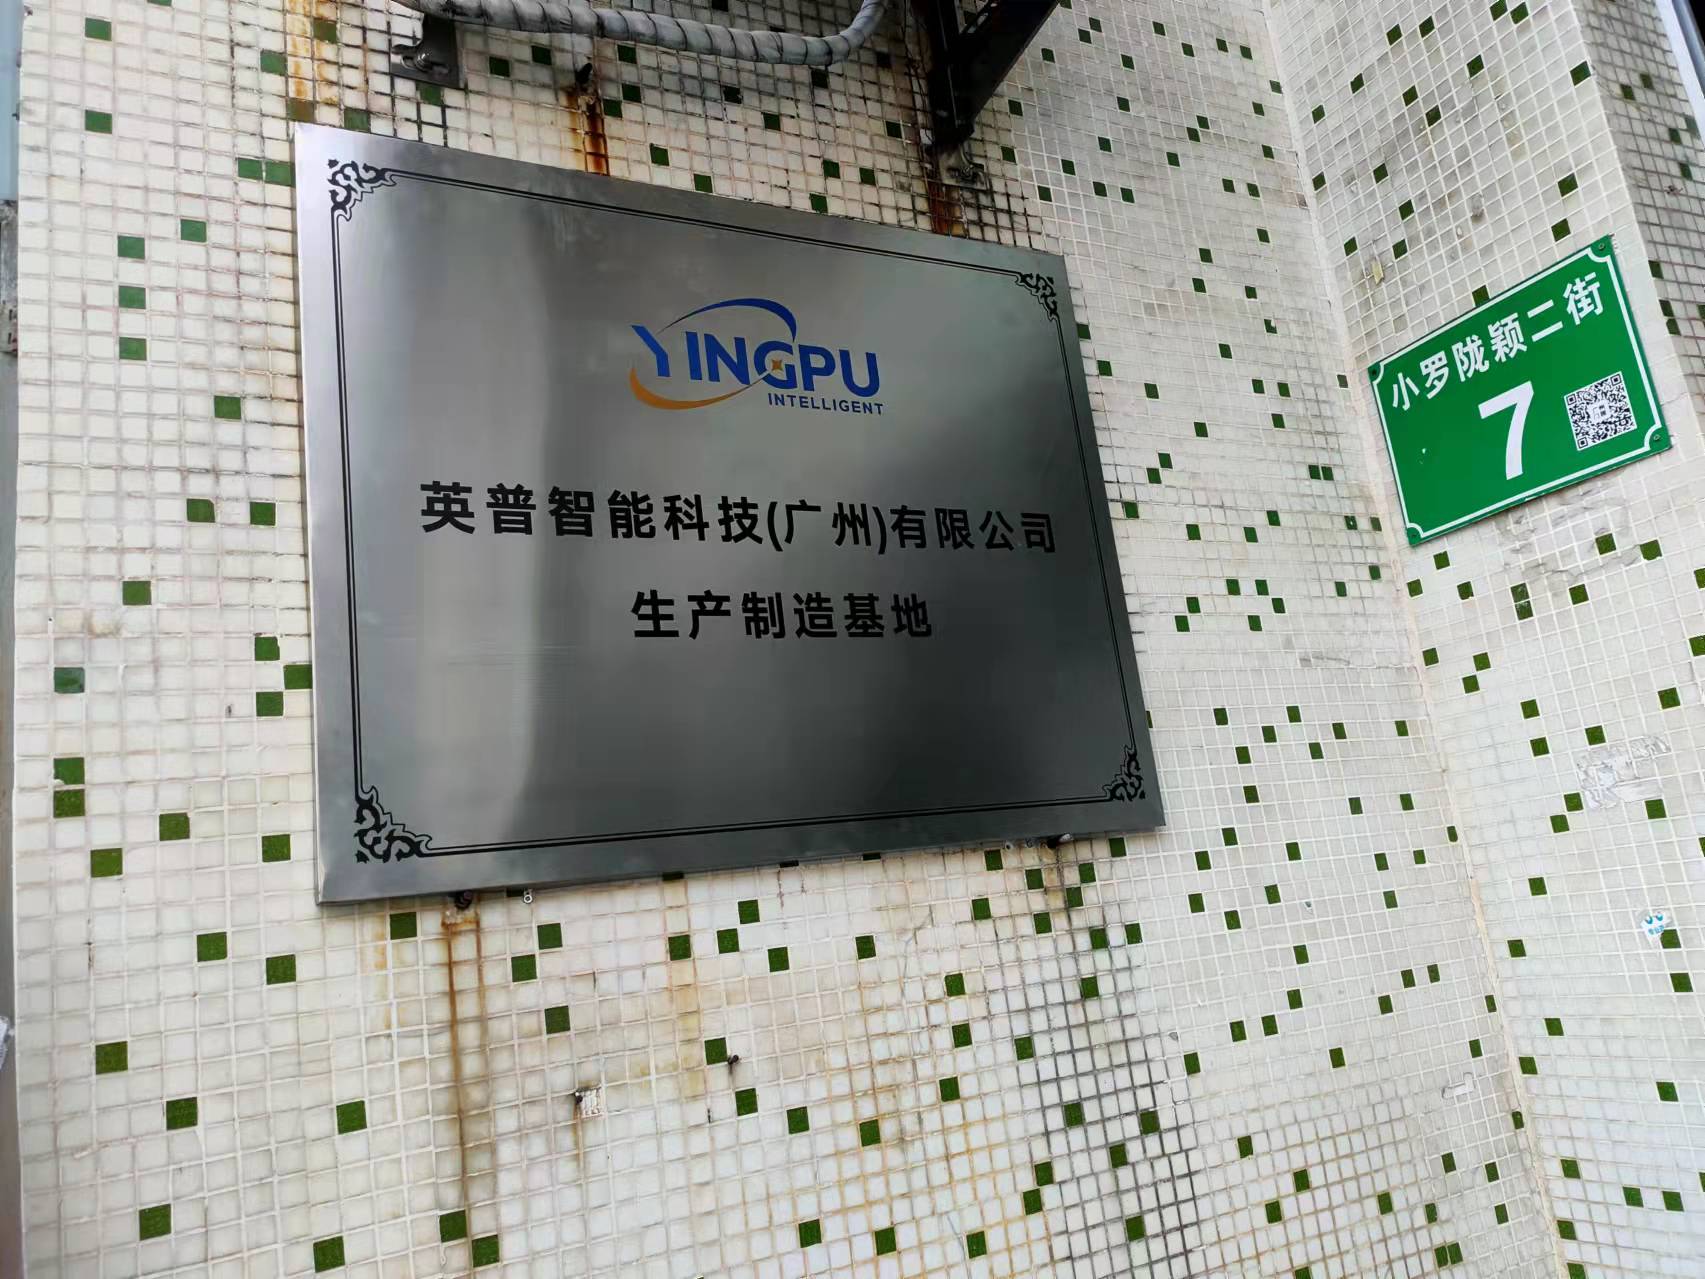 YINGPU
INTELLIGENT
英普智能科技(广州)有限公司
生产制造基地
小罗陇颖二街
7